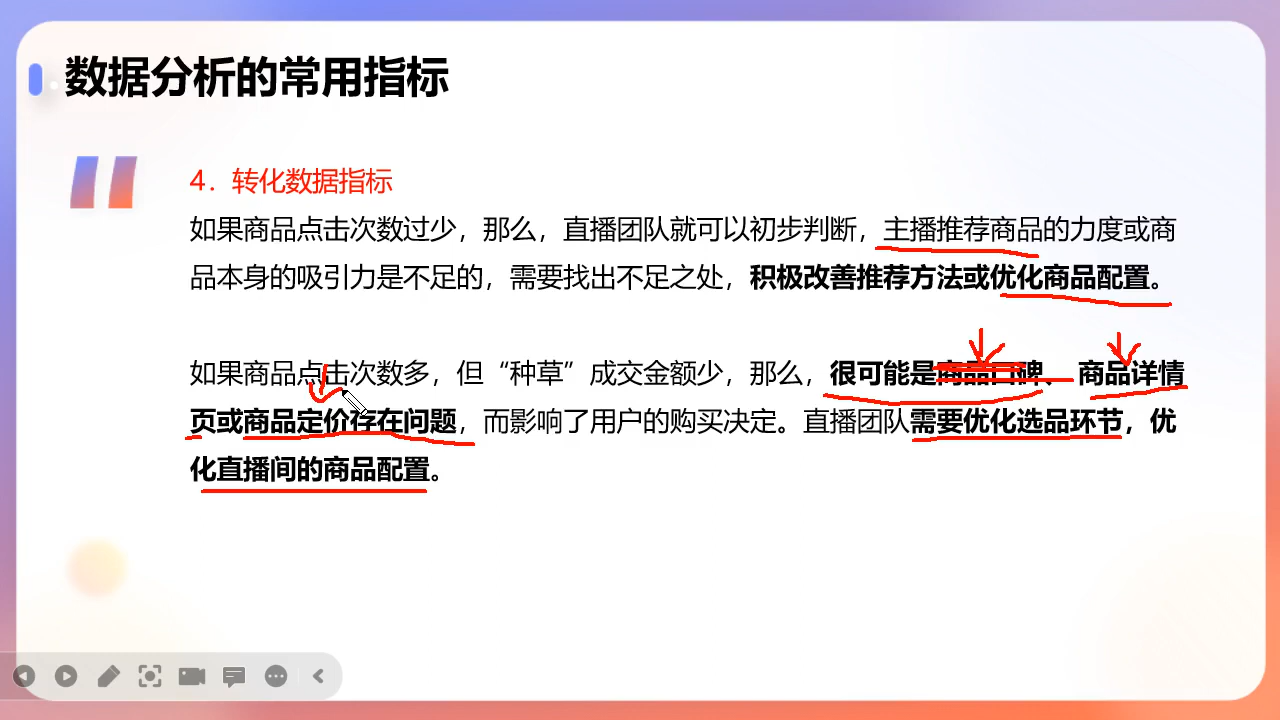 数据分析的常用指标
4．转化数据指标
如果商品点击次数过少，那么，直播团队就可以初步判断，主播推荐商品的力度或商
品本身的吸引力是不足的，需要找出不足之处，积极改善推荐方法或优化商品配置。
如果商品点击次数多，但“种草”成交金额少，那么，很可能是商品口碑、商品详情
页或商品定价存在问题，而影响了用户的购买决定。直播团队需要优化选品环节，优
化直播间的商品配置。